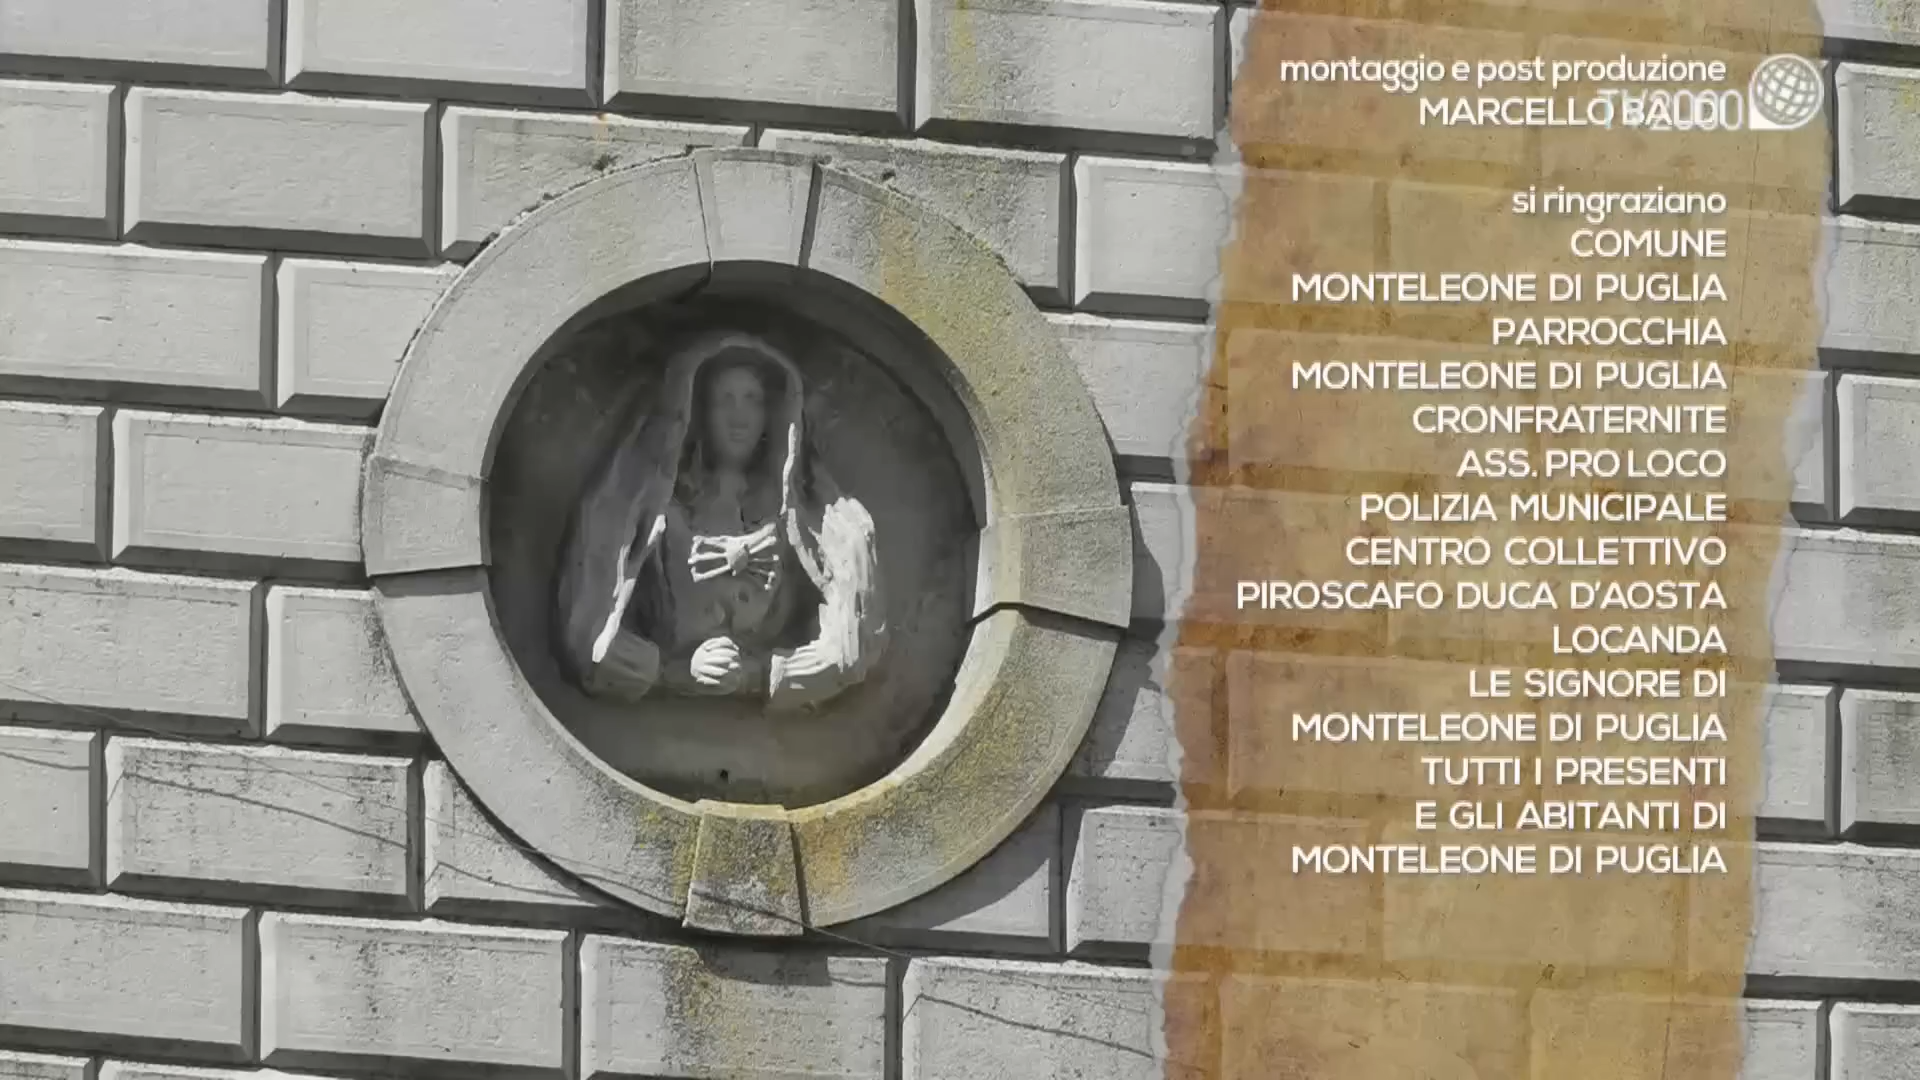 montaggio e post produzione
MARCELLO BALDI
TV2000
si ringraziano
COMUNE
MONTELEONE DI PUGLIA
PARROCCHIA
MONTELEONE DI PUGLIA
CRONFRATERNITE
ASS. PRO LOCO
POLIZIA MUNICIPALE
CENTRO COLLETTIVO
PIROSCAFO DUCA D'AOSTA
LOCANDA
LE SIGNORE DI
MONTELEONE DI PUGLIA
TUTTI I PRESENTI
E GLI ABITANTI DI
MONTELEONE DI PUGLIA